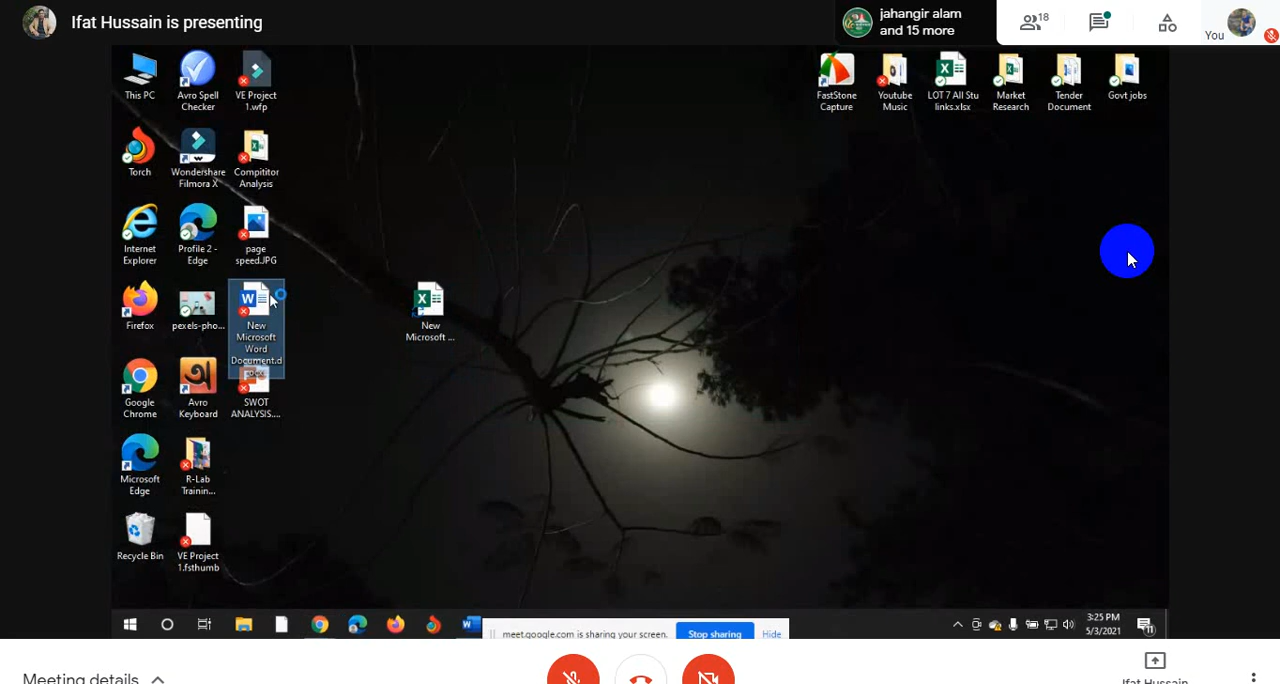 Ifat Hussain is presenting
jahangir alam
and 15 more
18
You
This PC
Avro Spell
Checker
VE Project
1.wfp
FastStone
Capture
Youtube
Music
LOT 7 All Stu
links.xlsx
Market
Research
Tender
Document
Govt jobs
Torch
Wondershare
Filmora X
Compititor
Analysis
Internet
Explorer
Profile 2 -
Edge
page
speed.JPG
Firefox
pexels-pho...
New
Microsoft
Word
Document.d
ocx
New
Microsoft ...
Google
Chrome
Avro
Keyboard
SWOT
ANALYSIS....
Microsoft
Edge
R-Lab
Trainin...
Recycle Bin
VE Project
1.fsthumb
meet.google.com is sharing your screen.
Stop sharing
Hide
3:25 PM
5/3/2021
11
Meeting details
Ifat Hussain